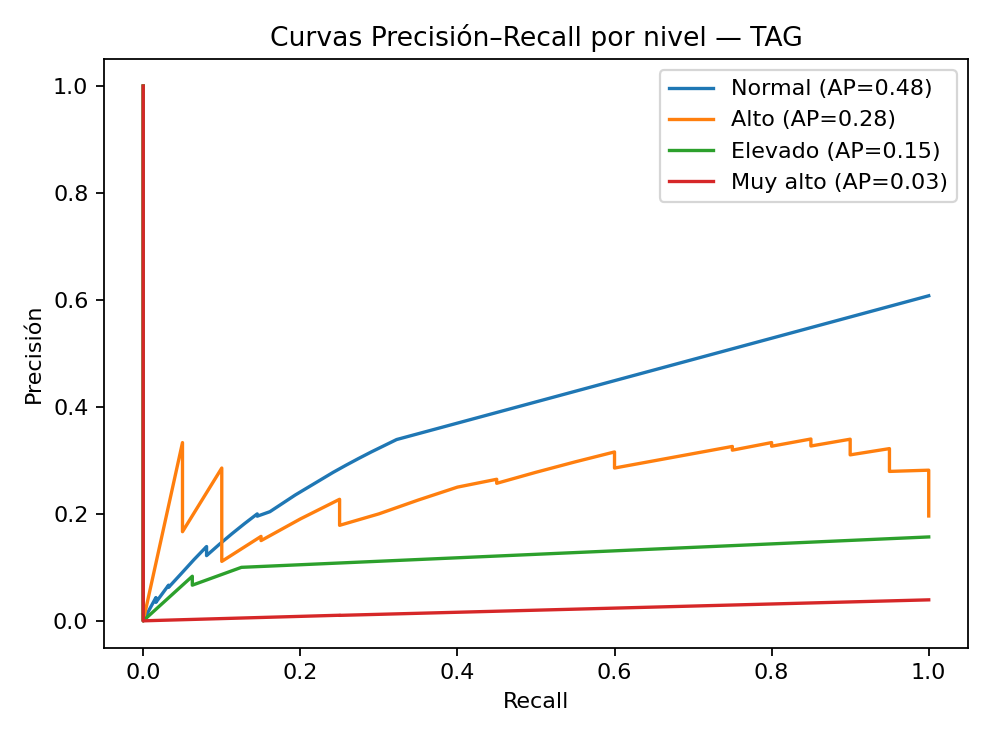 Curvas Precisión–Recall por nivel — TAG
Normal (AP=0.48)
Alto (AP=0.28)
Elevado (AP=0.15)
Muy alto (AP=0.03)
Precisión
1.0
0.8
0.6
0.4
0.2
0.0
0.0 0.2 0.4 0.6 0.8 1.0
Recall